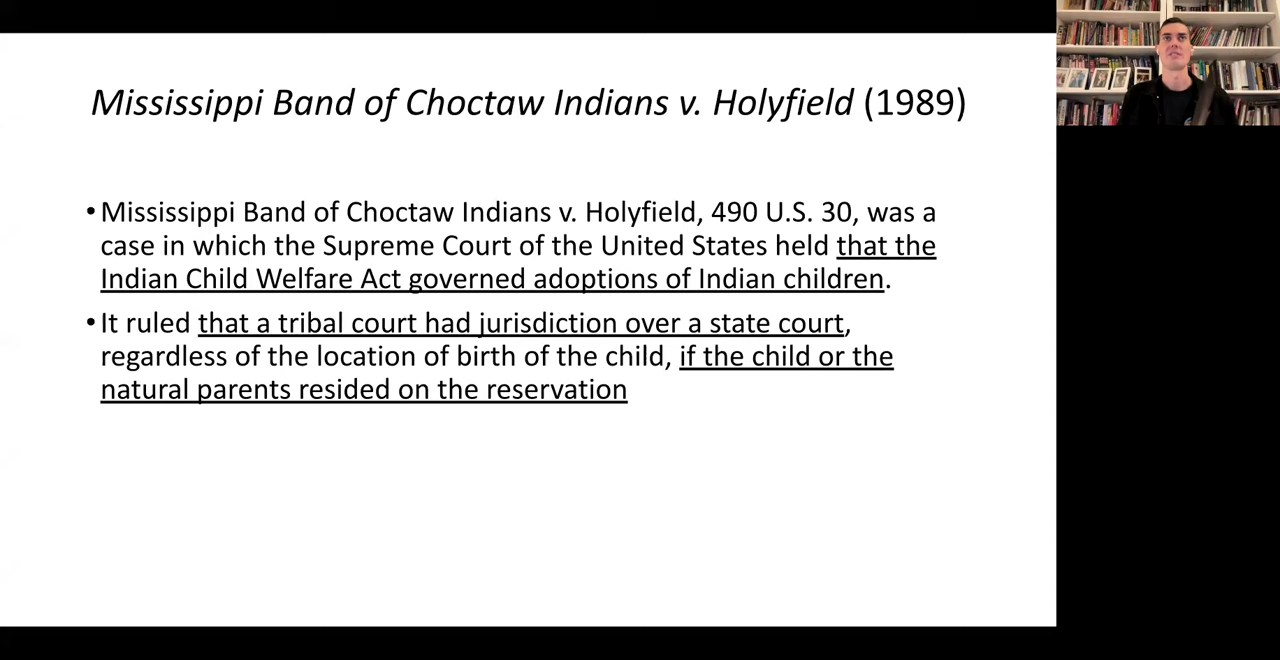 Mississippi Band of Choctaw Indians v. Holyfield (1989)
•Mississippi Band of Choctaw Indians v. Holyfield, 490 U.S. 30, was a
case in which the Supreme Court of the United States held that the
Indian Child Welfare Act governed adoptions of Indian children.
•It ruled that a tribal court had jurisdiction over a state court,
regardless of the location of birth of the child, if the child or the
natural parents resided on the reservation